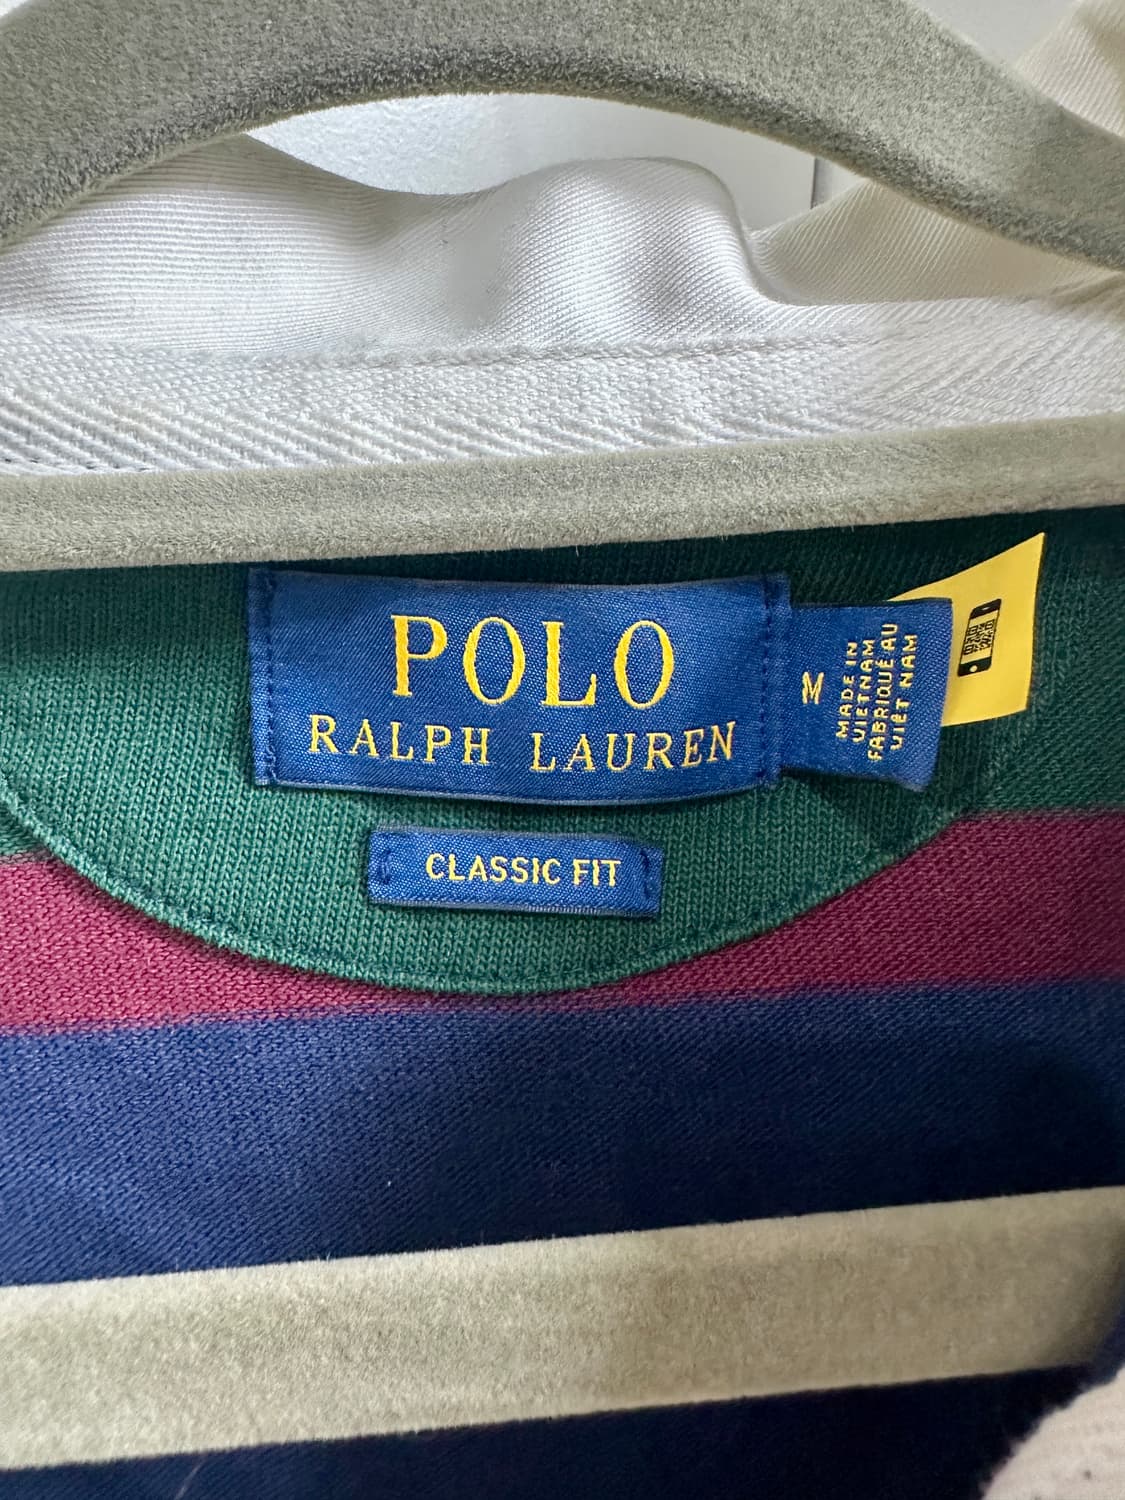 POLO
RALPH LAUREN
M
MADE IN
VIETNAM
FABRIQUÉ AU
VIÊT NAM
CLASSIC FIT